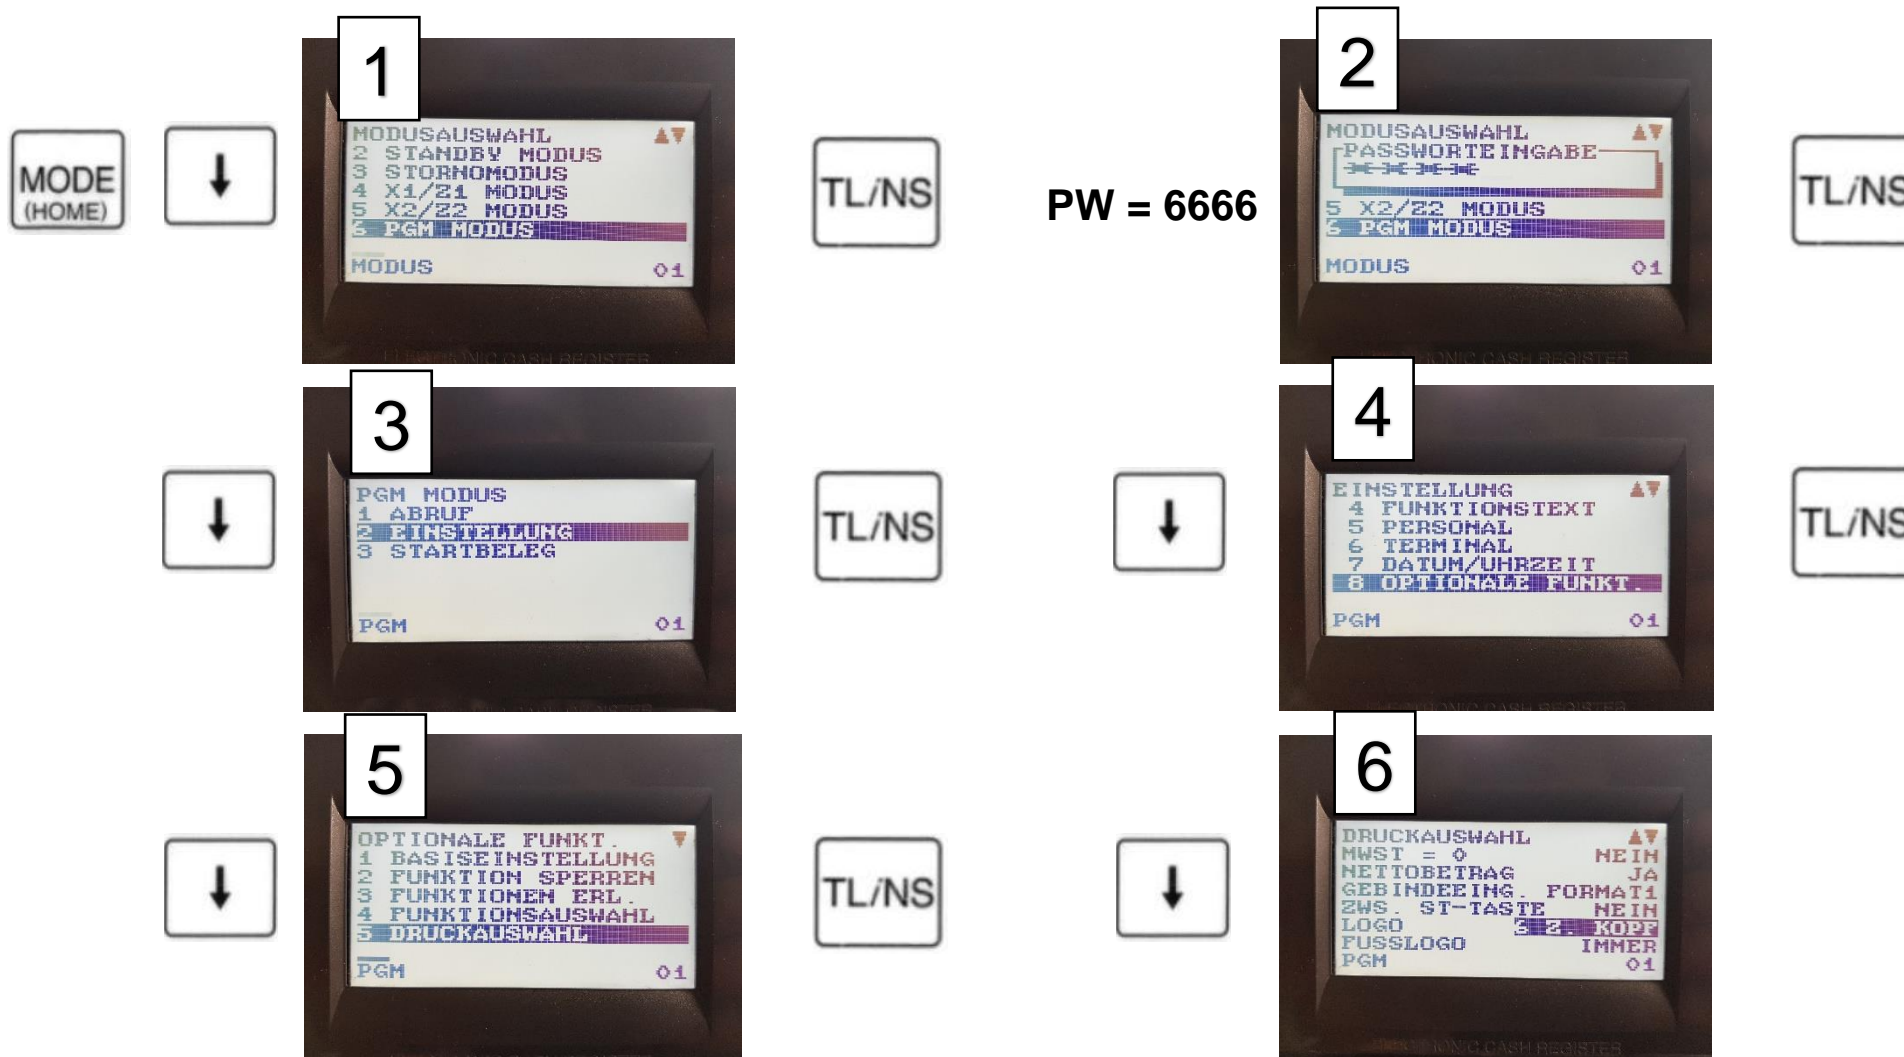 1
MODE
(HOME)
↓
MODUSAUSWAHL ▲▼
2 STANDBY MODUS
3 STORNOMODUS
4 X1/Z1 MODUS
5 X2/Z2 MODUS
6 PGM MODUS
MODUS 01
TL/NS
PW = 6666
2
MODUSAUSWAHL ▲▼
PASSWORTEINGABE
****
5 X2/Z2 MODUS
6 PGM MODUS
MODUS 01
ONIC CASH REGISTER
TL/NS
↓
3
PGM MODUS
1 ABRUF
2 EINSTELLUNG
3 STARTBELEG
PGM 01
TL/NS
↓
4
EINSTELLUNG ▲▼
4 FUNKTIONSTEXT
5 PERSONAL
6 TERMINAL
7 DATUM/UHRZEIT
8 OPTIONALE FUNKT.
PGM 01
TL/NS
↓
5
OPTIONALE FUNKT. ▼
1 BASISEINSTELLUNG
2 FUNKTION SPERREN
3 FUNKTIONEN ERL.
4 FUNKTIONSAUSWAHL
5 DRUCKAUSWAHL
PGM 01
TL/NS
↓
6
DRUCKAUSWAHL ▲▼
MWST = 0 NEIN
NETTOBETRAG JA
GEBINDEEING. FORMAT1
ZWS. ST-TASTE NEIN
LOGO 3 Z. KOPF
FUSSLOGO IMMER
PGM 01